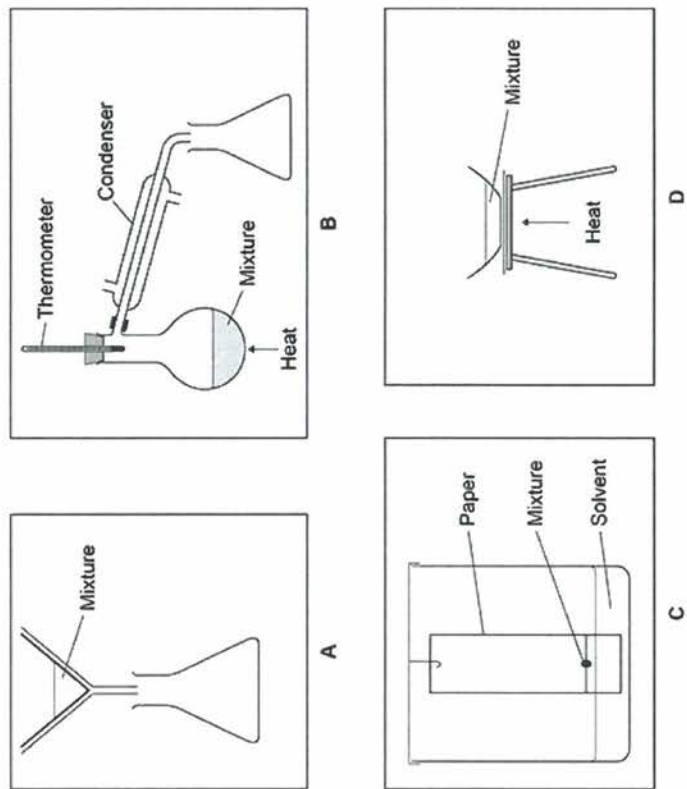 Mixture
A
Thermometer
Condenser
Mixture
Heat
B
Paper
Mixture
Solvent
C
Mixture
Heat
D